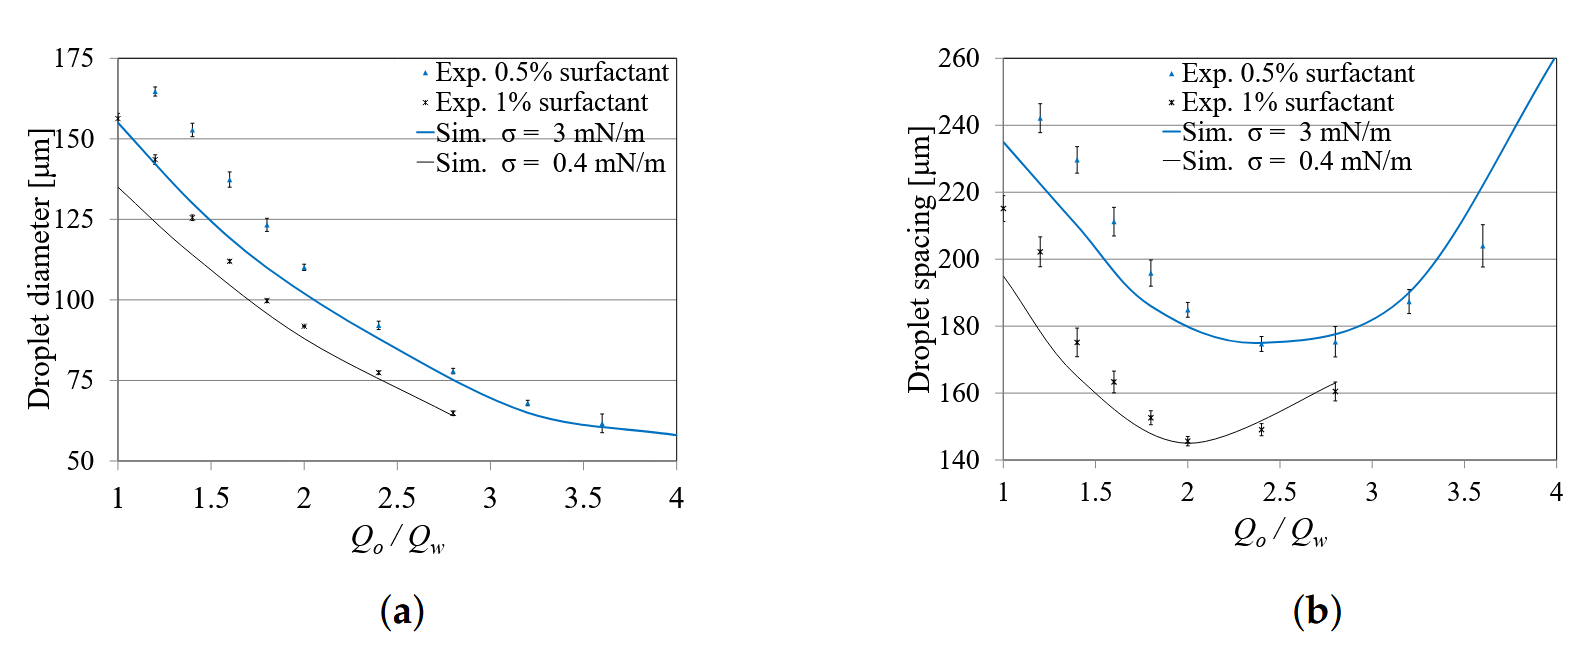 175
150
125
100
75
50
Droplet diameter [μm]
Exp. 0.5% surfactant
Exp. 1% surfactant
Sim. σ = 3 mN/m
Sim. σ = 0.4 mN/m
1 1.5 2 2.5 3 3.5 4
Qo / Qw
(a)
260
240
220
200
180
160
140
Droplet spacing [μm]
Exp. 0.5% surfactant
Exp. 1% surfactant
Sim. σ = 3 mN/m
Sim. σ = 0.4 mN/m
1 1.5 2 2.5 3 3.5 4
Qo / Qw
(b)